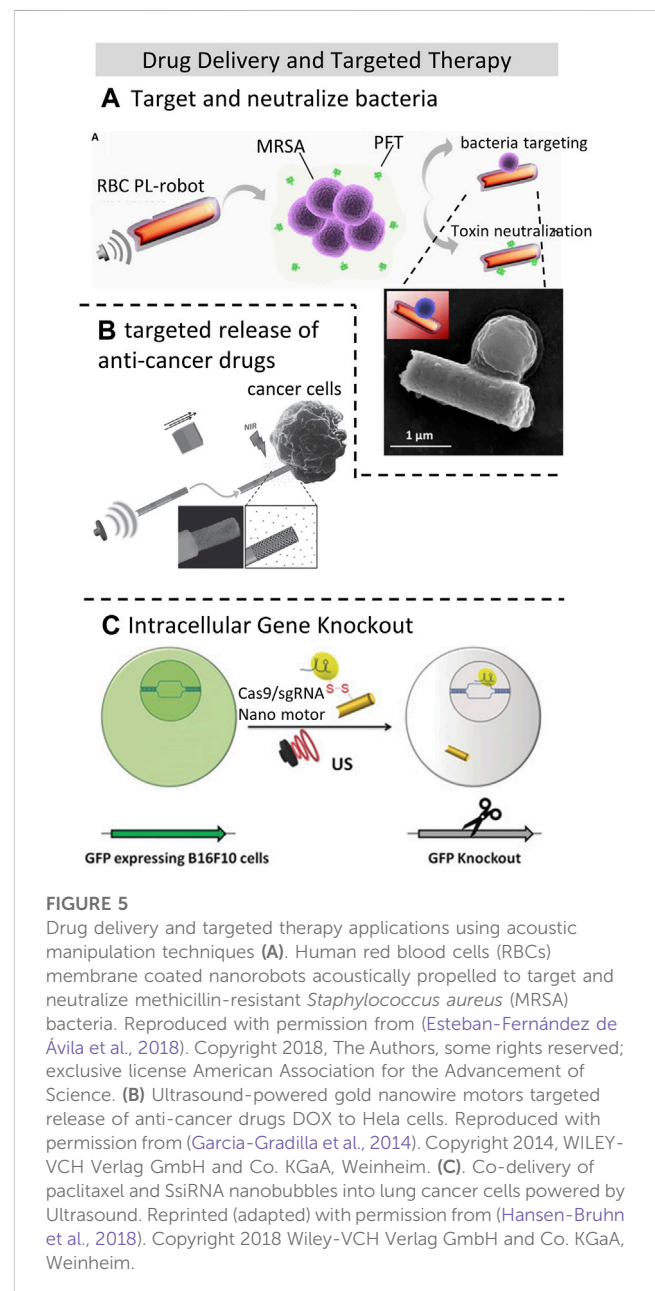 Drug Delivery and Targeted Therapy
A Target and neutralize bacteria
A
MRSA
PFT
bacteria targeting
RBC PL-robot
Toxin neutralization
B targeted release of
anti-cancer drugs
cancer cells
NIR
1 µm
C Intracellular Gene Knockout
Cas9/sgRNA
S-S
Nano motor
US
GFP expressing B16F10 cells
GFP Knockout
FIGURE 5
Drug delivery and targeted therapy applications using acoustic
manipulation techniques (A). Human red blood cells (RBCs)
membrane coated nanorobots acoustically propelled to target and
neutralize methicillin-resistant Staphylococcus aureus (MRSA)
bacteria. Reproduced with permission from (Esteban-Fernández de
Ávila et al., 2018). Copyright 2018, The Authors, some rights reserved;
exclusive license American Association for the Advancement of
Science. (B) Ultrasound-powered gold nanowire motors targeted
release of anti-cancer drugs DOX to Hela cells. Reproduced with
permission from (Garcia-Gradilla et al., 2014). Copyright 2014, WILEY-
VCH Verlag GmbH and Co. KGaA, Weinheim. (C). Co-delivery of
paclitaxel and SsiRNA nanobubbles into lung cancer cells powered by
Ultrasound. Reprinted (adapted) with permission from (Hansen-Bruhn
et al., 2018). Copyright 2018 Wiley-VCH Verlag GmbH and Co. KGaA,
Weinheim.